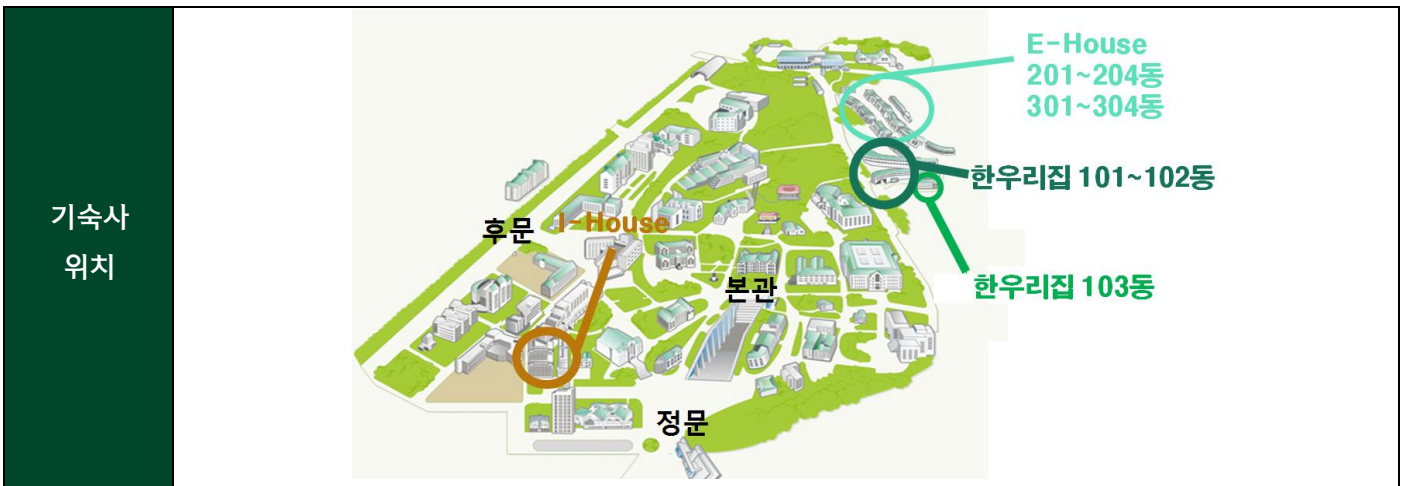 기숙사
위치
E-House
201~204동
301~304동
한우리집 101~102동
후문
I-House
한우리집 103동
본관
정문